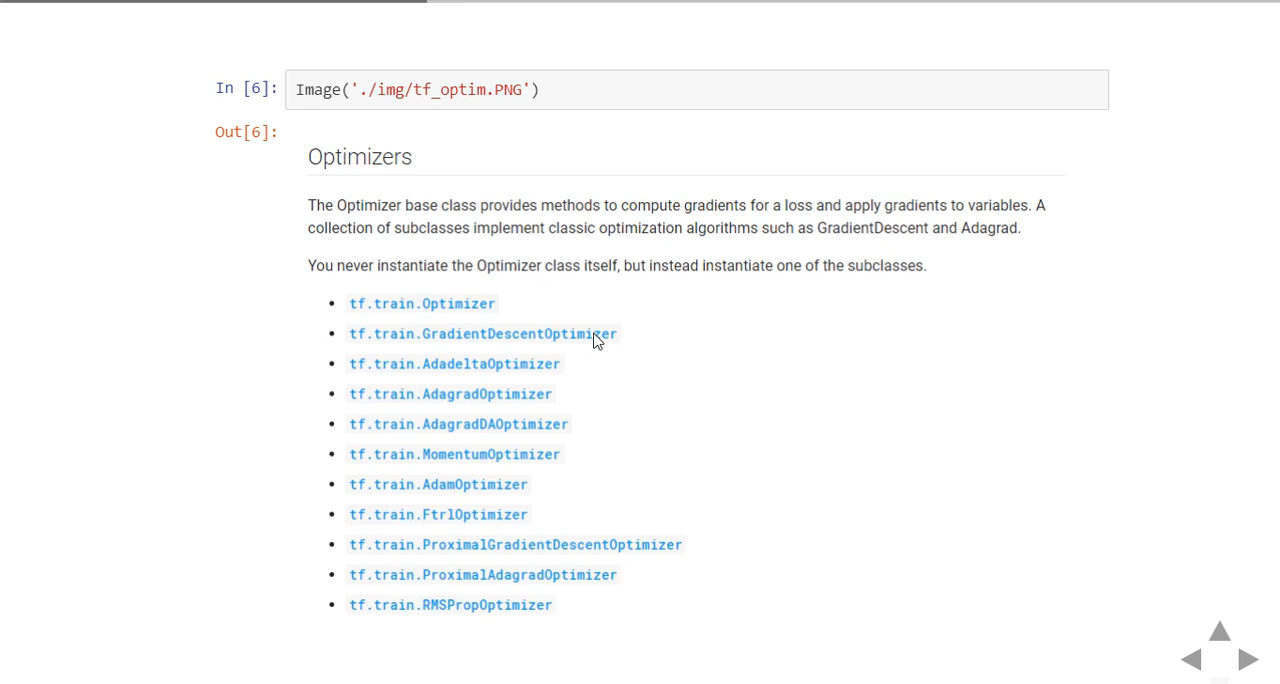 In [6]: Image('./img/tf_optim.PNG')
Out[6]:
Optimizers
The Optimizer base class provides methods to compute gradients for a loss and apply gradients to variables. A
collection of subclasses implement classic optimization algorithms such as GradientDescent and Adagrad.
You never instantiate the Optimizer class itself, but instead instantiate one of the subclasses.
• tf.train.Optimizer
• tf.train.GradientDescentOptimizer
• tf.train.AdadeltaOptimizer
• tf.train.AdagradOptimizer
• tf.train.AdagradDAOptimizer
• tf.train.MomentumOptimizer
• tf.train.AdamOptimizer
• tf.train.FtrlOptimizer
• tf.train.ProximalGradientDescentOptimizer
• tf.train.ProximalAdagradOptimizer
• tf.train.RMSPropOptimizer